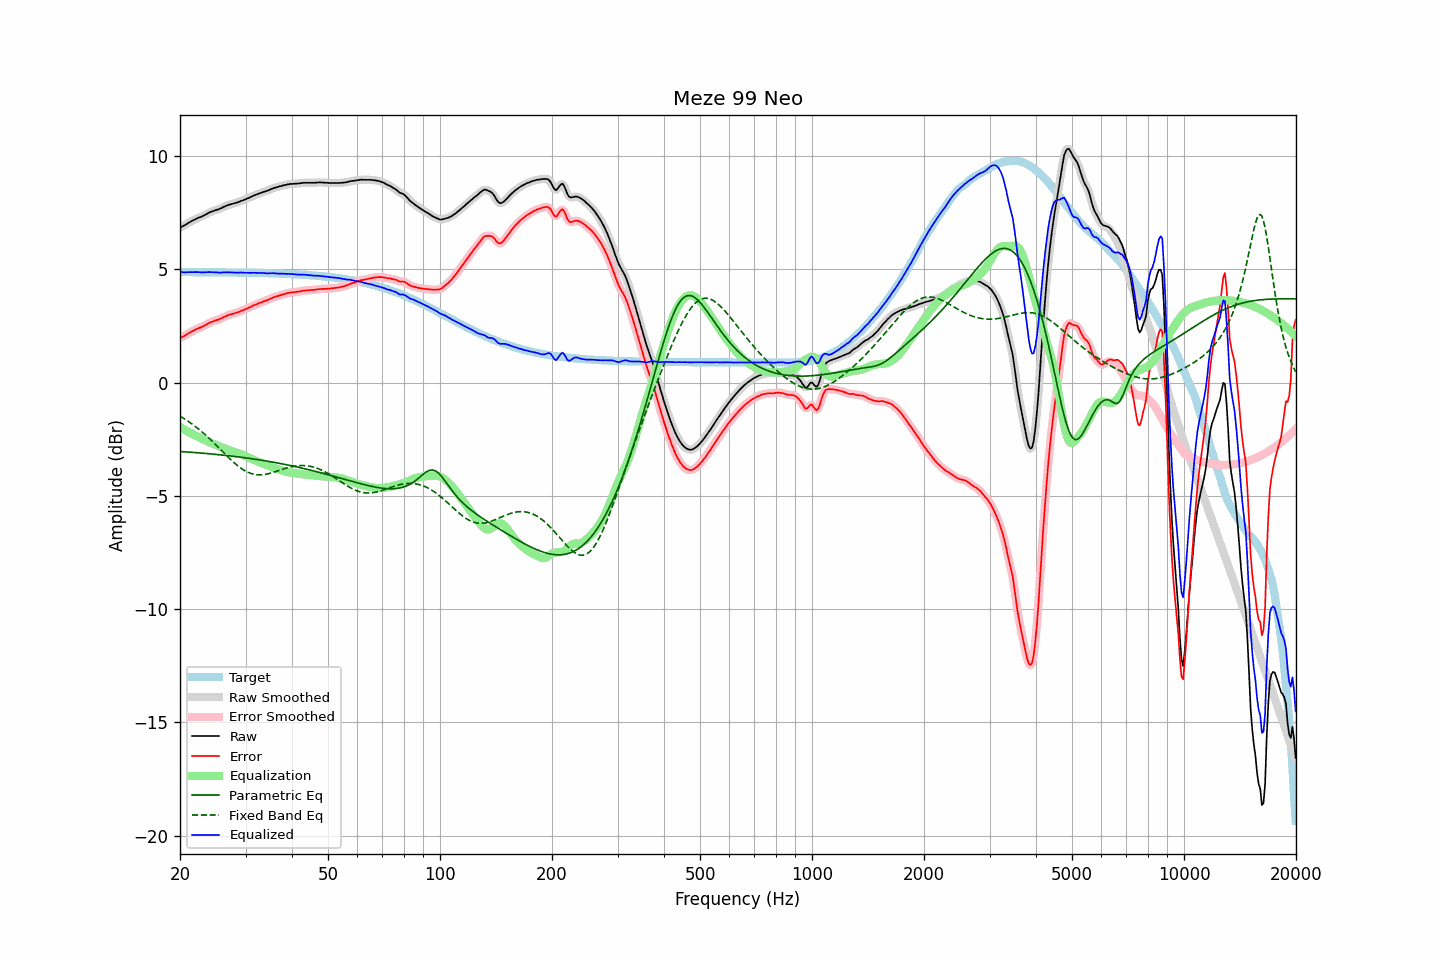 Meze 99 Neo
10
5
0
−5
−10
−15
−20
Amplitude (dBr)
Target
Raw Smoothed
Error Smoothed
Raw
Error
Equalization
Parametric Eq
Fixed Band Eq
Equalized
20 50 100 200 500 1000 2000 5000 10000 20000
Frequency (Hz)